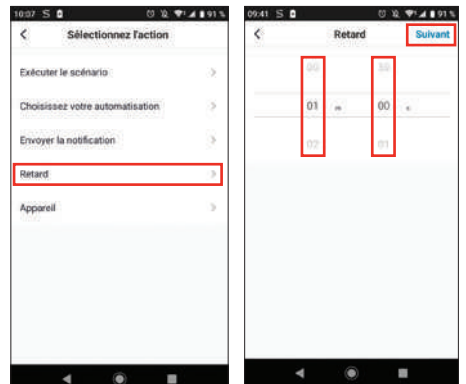 10:07 S 91 %
Sélectionnez l'action
Exécuter le scénario
Choisissez votre automatisation
Envoyer la notification
Retard
Appareil
09:41 S 91 %
Retard
Suivant
00 59
01 m 00 s
02 01